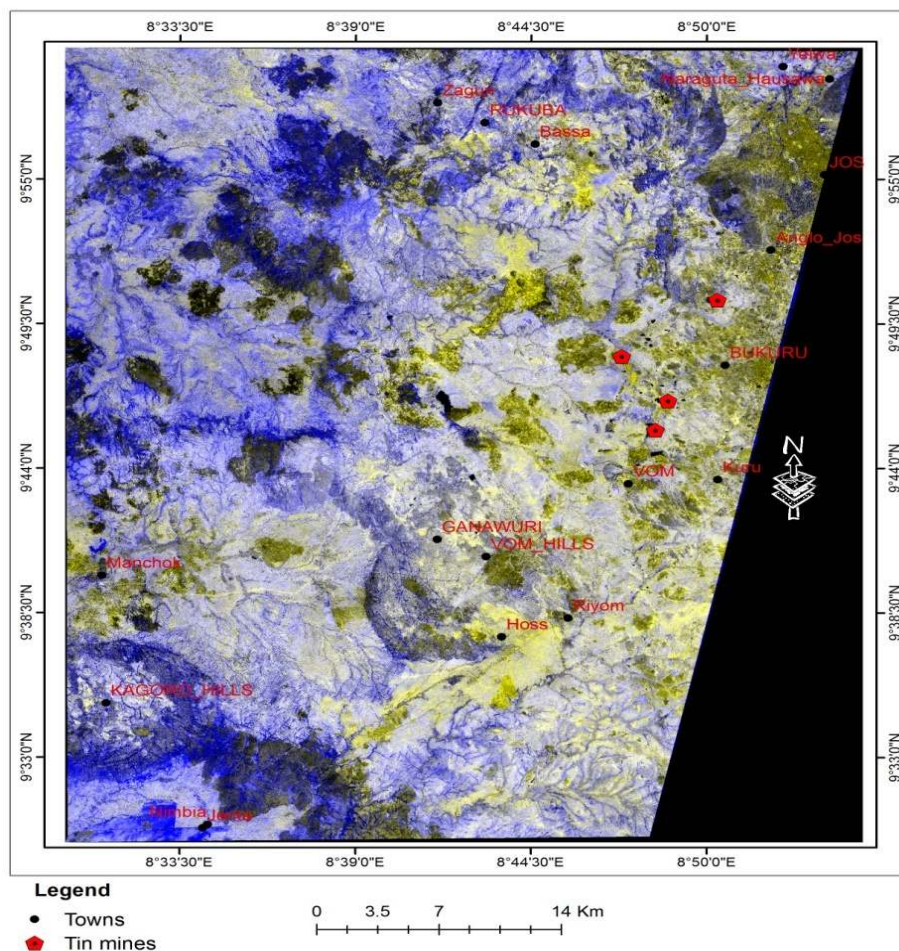 8°33'30"E 8°39'0"E 8°44'30"E 8°50'0"E
Zagun
RUKUBA
Bassa
Naraguta_Hausawa
9°55'0"N JOS 9°55'0"N
Anglo_Jos
9°49'30"N 9°49'30"N
BUKURU
N
9°44'0"N VOM Kuru 9°44'0"N
GANAWURI
VOM_HILLS
Manchok
9°38'30"N Riyom 9°38'30"N
Hoss
KAGORO_HILLS
9°33'0"N 9°33'0"N
Nimbia
8°33'30"E 8°39'0"E 8°44'30"E 8°50'0"E
Legend
Towns
Tin mines
0 3.5 7 14 Km